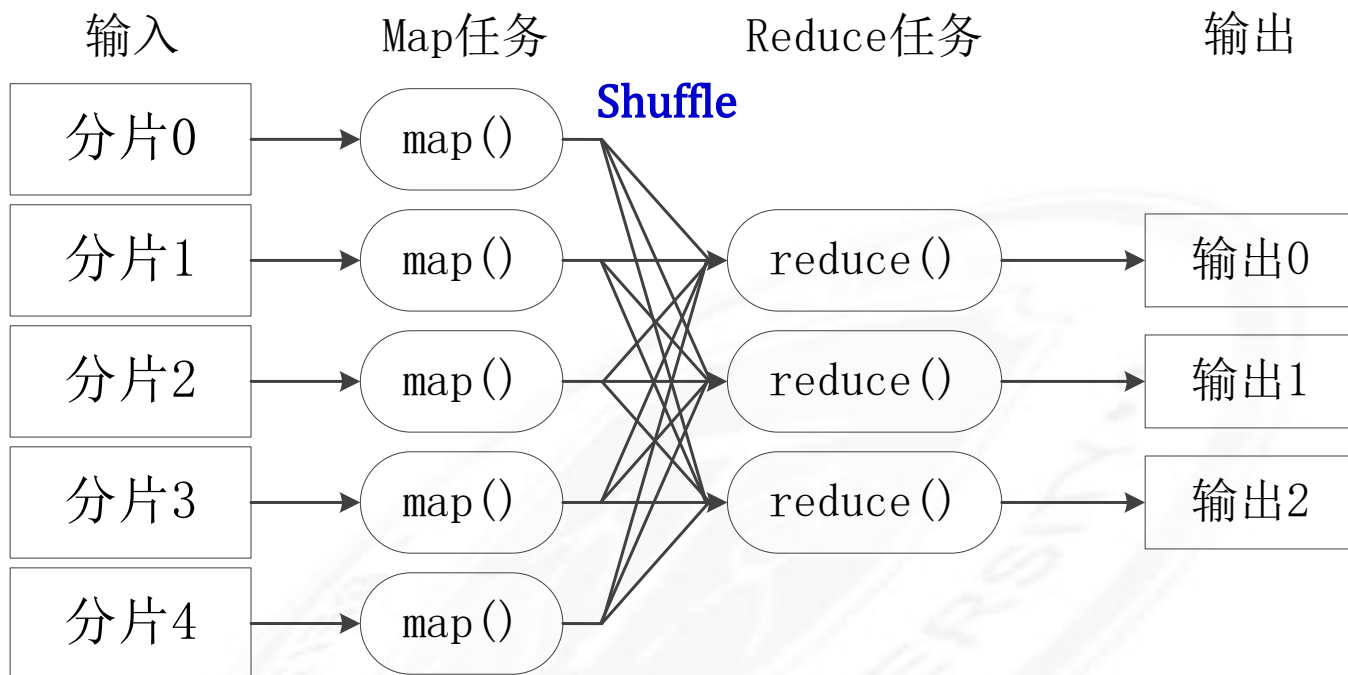 输入 Map任务 Reduce任务 输出
Shuffle
分片0 map()
分片1 map() reduce() 输出0
分片2 map() reduce() 输出1
分片3 map() reduce() 输出2
分片4 map()